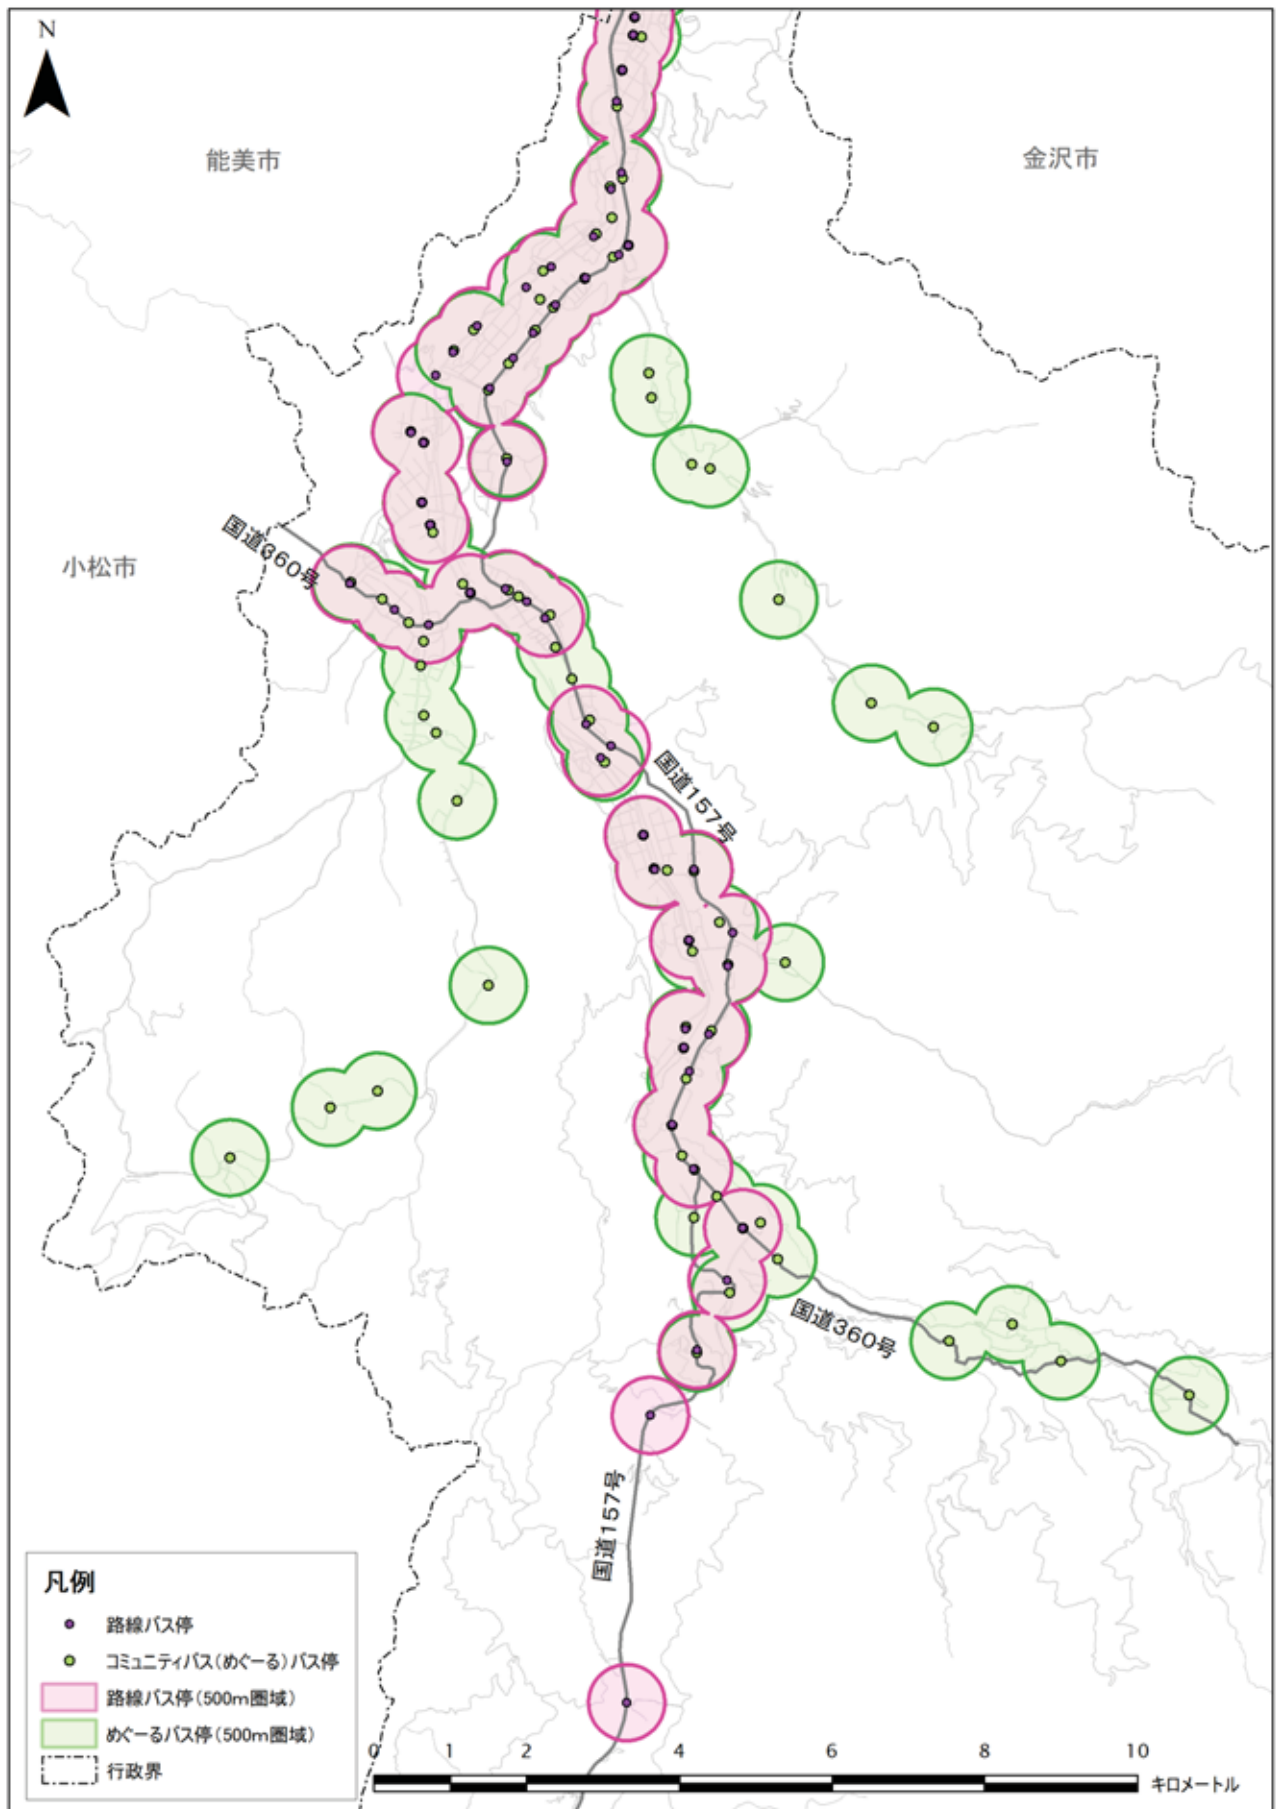 N
能美市
金沢市
国道360号
小松市
国道157号
国道360号
国道157号
凡例
路線バス停
コミュニティバス(めぐーる)バス停
路線バス停(500m圏域)
めぐーるバス停(500m圏域)
行政界
0 1 2 4 6 8 10
キロメートル